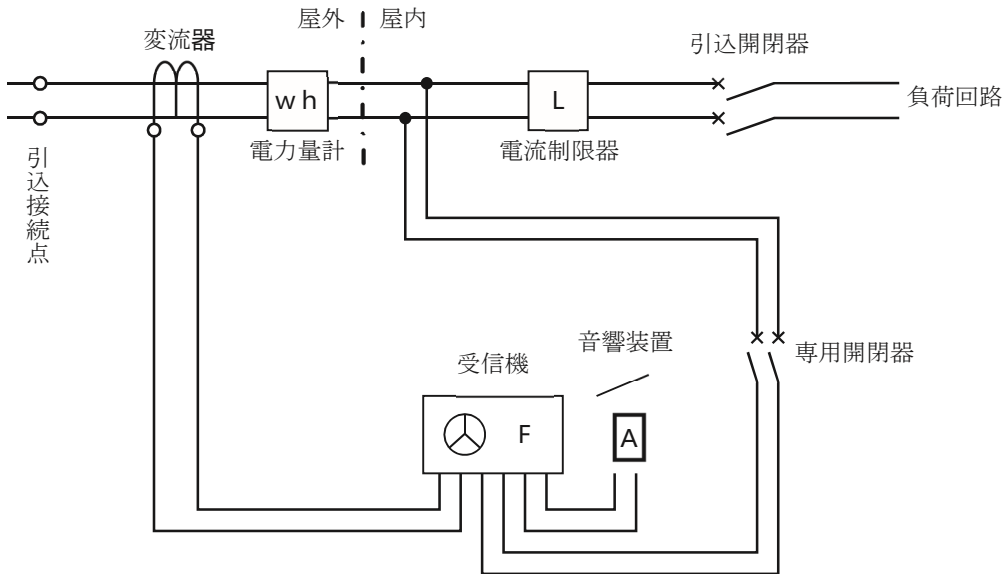 屋外
屋内
変流器
引込開閉器
wh
L
負荷回路
電力量計
電流制限器
引込接続点
音響装置
専用開閉器
受信機
F
A